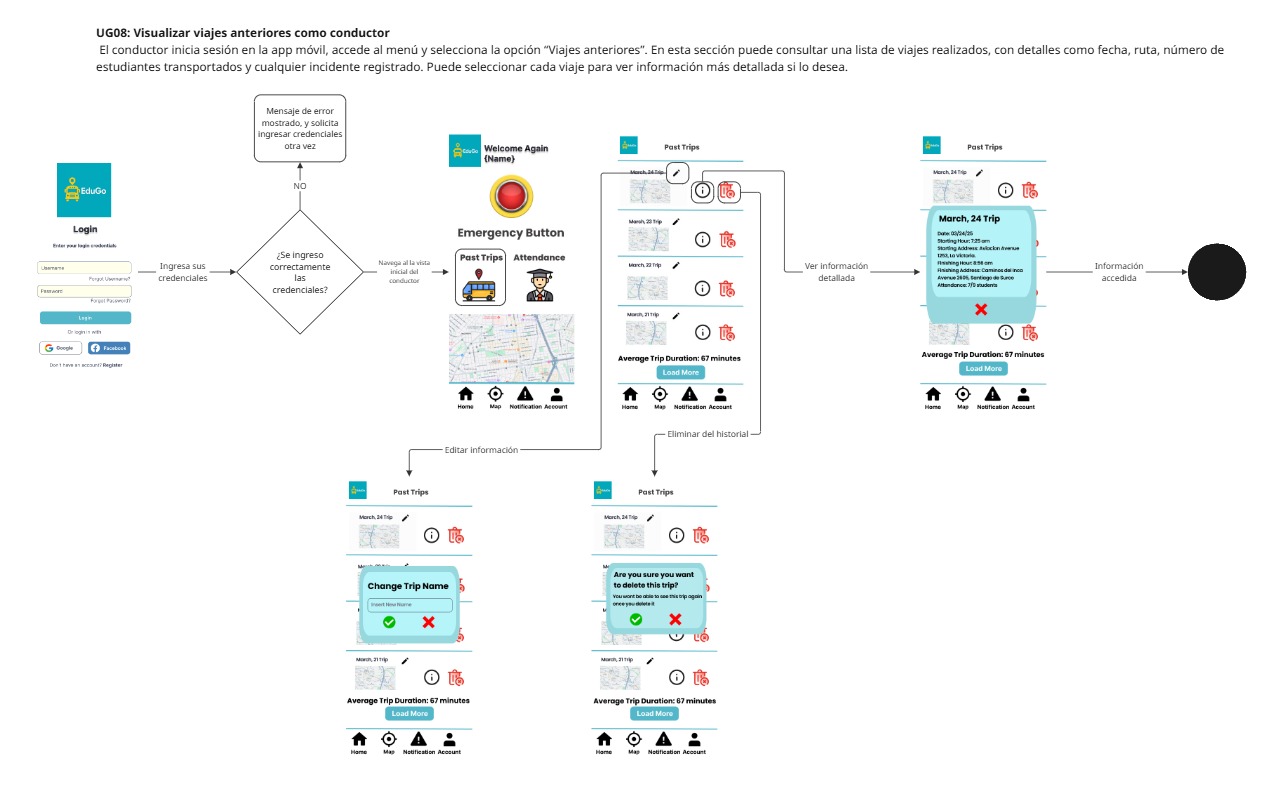 UG08: Visualizar viajes anteriores como conductor
El conductor inicia sesión en la app móvil, accede al menú y selecciona la opción “Viajes anteriores”. En esta sección puede consultar una lista de viajes realizados, con detalles como fecha, ruta, número de
estudiantes transportados y cualquier incidente registrado. Puede seleccionar cada viaje para ver información más detallada si lo desea.
Mensaje de error
mostrado, y solicita
ingresar credenciales
otra vez
NO
EduGo
Login
Enter your login credentials
Username
Forgot Username?
Password
Forgot Password?
Login
Or login in with
Google
Facebook
Don't have an account? Register
Ingresa sus
credenciales
¿Se ingreso
correctamente
las
credenciales?
Navega al la vista
inicial del
conductor
EduGo
Welcome Again
{Name}
Emergency Button
Past Trips
Attendance
Home
Map
Notification
Account
EduGo
Past Trips
March, 24 Trip
March, 23 Trip
March, 22 Trip
March, 21 Trip
Average Trip Duration: 67 minutes
Load More
Home
Map
Notification
Account
Ver información
detallada
EduGo
Past Trips
March, 24 Trip
March, 24 Trip
Date: 03/24/25
Starting Hour: 7:25 am
Starting Address: Aviacion Avenue
1253, La Victoria.
Finishing Hour: 8:56 am
Finishing Address: Caminos del Inca
Avenue 2605, Santiago de Surco
Attendance: 7/9 students
Average Trip Duration: 67 minutes
Load More
Home
Map
Notification
Account
Información
accedida
Editar información
Eliminar del historial
EduGo
Past Trips
March, 24 Trip
Change Trip Name
Insert New Name
March, 21 Trip
Average Trip Duration: 67 minutes
Load More
Home
Map
Notification
Account
EduGo
Past Trips
March, 24 Trip
Are you sure you want
to delete this trip?
You wont be able to see this trip again
once you delete it
March, 21 Trip
Average Trip Duration: 67 minutes
Load More
Home
Map
Notification
Account